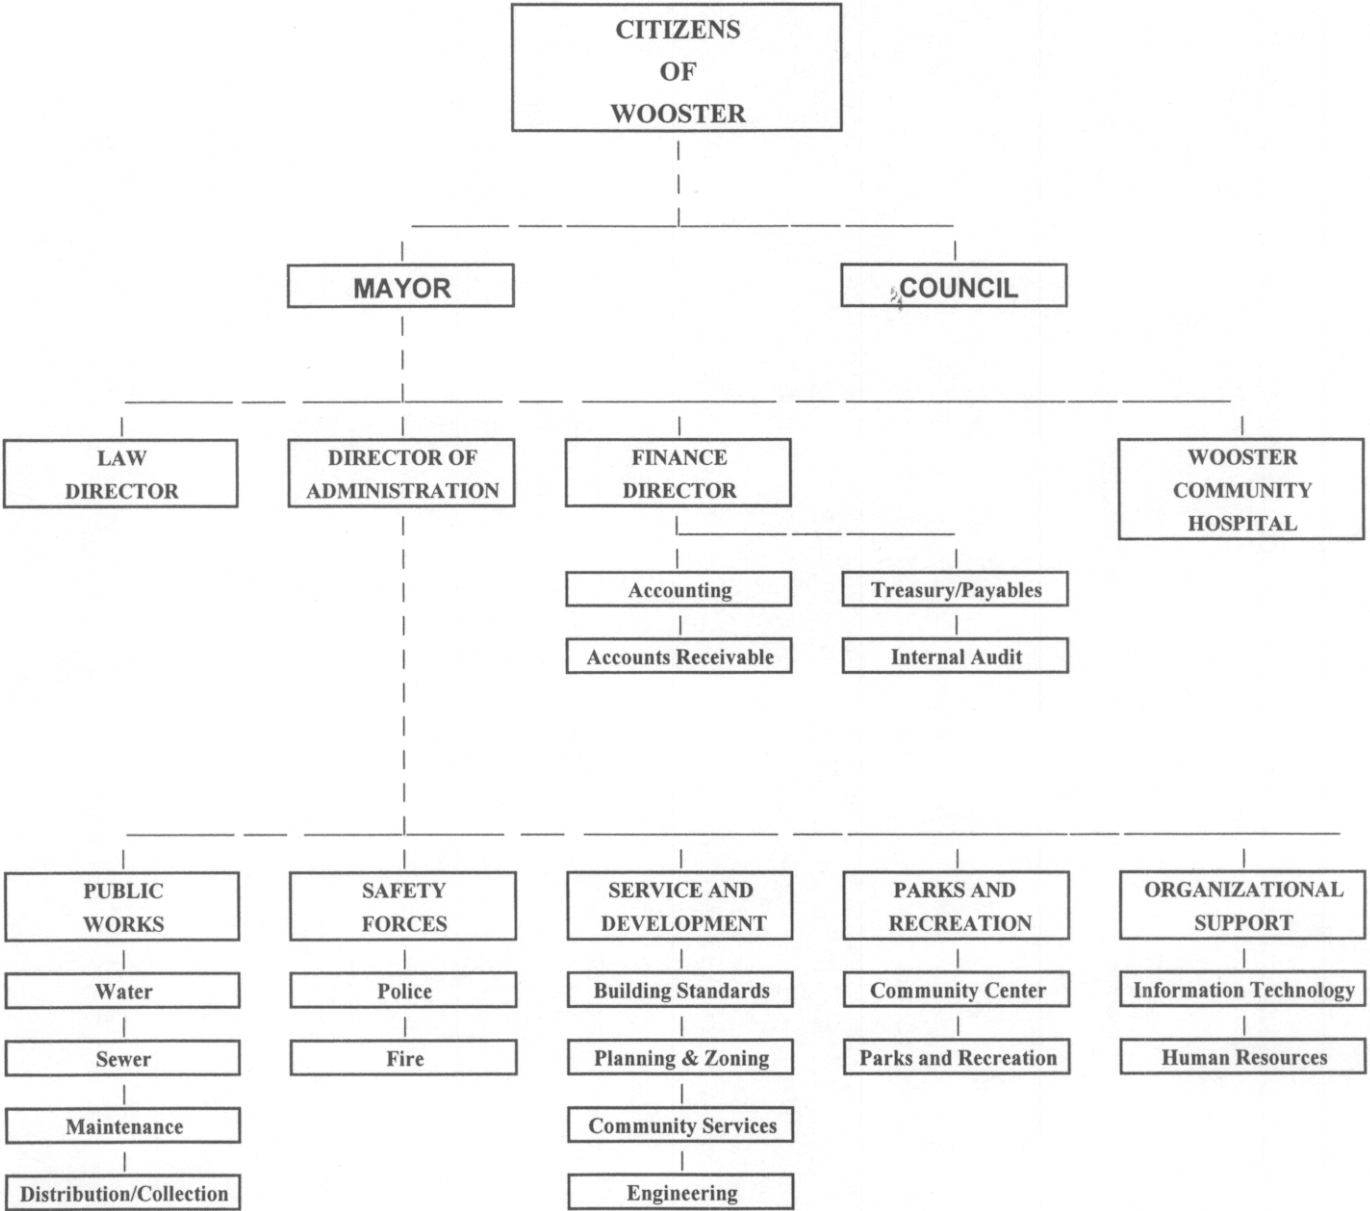 CITIZENS
OF
WOOSTER
MAYOR
COUNCIL
LAW
DIRECTOR
DIRECTOR OF
ADMINISTRATION
FINANCE
DIRECTOR
WOOSTER
COMMUNITY
HOSPITAL
Accounting
Treasury/Payables
Accounts Receivable
Internal Audit
PUBLIC
WORKS
SAFETY
FORCES
SERVICE AND
DEVELOPMENT
PARKS AND
RECREATION
ORGANIZATIONAL
SUPPORT
Water
Police
Building Standards
Community Center
Information Technology
Sewer
Fire
Planning & Zoning
Parks and Recreation
Human Resources
Maintenance
Community Services
Distribution/Collection
Engineering